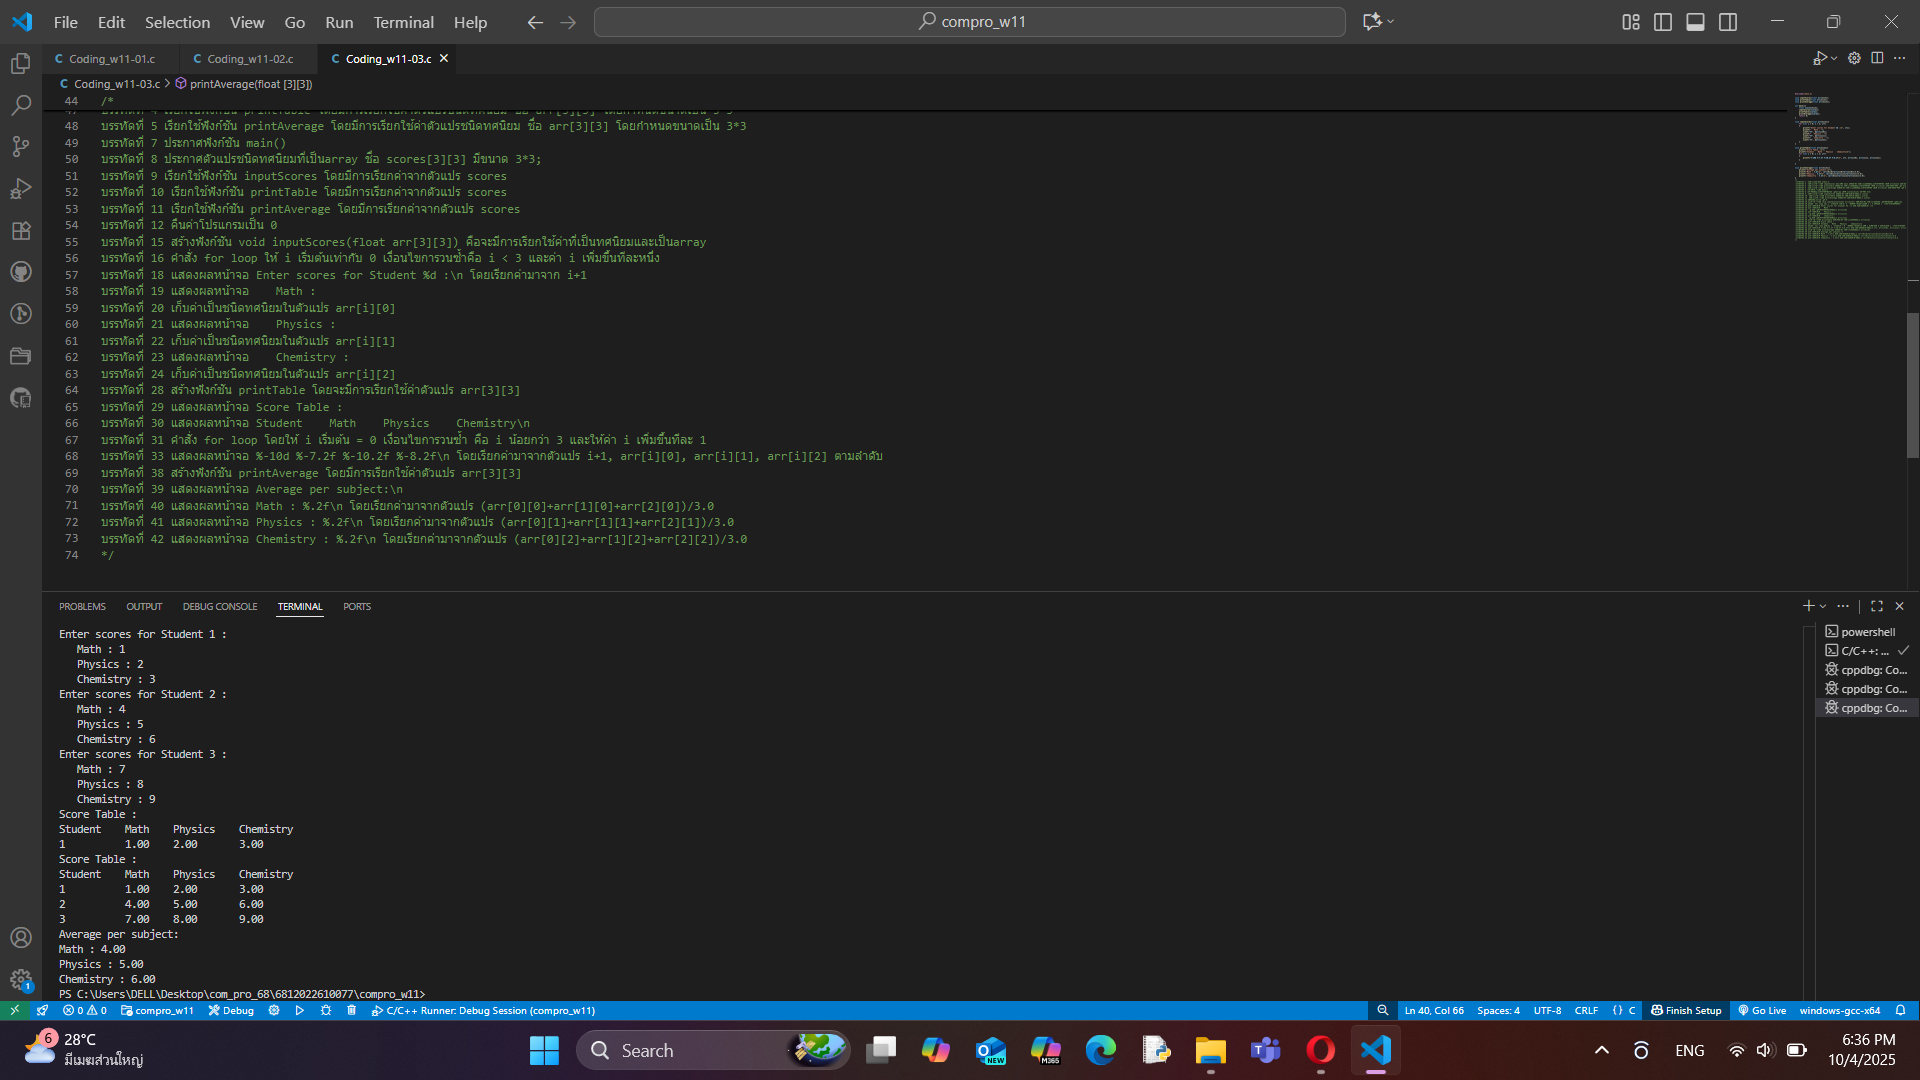 File Edit Selection View Go Run Terminal Help
compro_w11
Coding_w11-01.c
Coding_w11-02.c
Coding_w11-03.c
Coding_w11-03.c > printAverage(float [3][3])
44 /*
48 บรรทัดที่ 5 เรียกใช้ฟังก์ชัน printAverage โดยมีการเรียกใช้ค่าตัวแปรชนิดทศนิยม ชื่อ arr[3][3] โดยกำหนดขนาดเป็น 3*3
49 บรรทัดที่ 7 ประกาศฟังก์ชัน main()
50 บรรทัดที่ 8 ประกาศตัวแปรชนิดทศนิยมที่เป็นarray ชื่อ scores[3][3] มีขนาด 3*3;
51 บรรทัดที่ 9 เรียกใช้ฟังก์ชัน inputScores โดยมีการเรียกค่าจากตัวแปร scores
52 บรรทัดที่ 10 เรียกใช้ฟังก์ชัน printTable โดยมีการเรียกค่าจากตัวแปร scores
53 บรรทัดที่ 11 เรียกใช้ฟังก์ชัน printAverage โดยมีการเรียกค่าจากตัวแปร scores
54 บรรทัดที่ 12 คืนค่าโปรแกรมเป็น 0
55 บรรทัดที่ 15 สร้างฟังก์ชัน void inputScores(float arr[3][3]) คือจะมีการเรียกใช้ค่าที่เป็นทศนิยมและเป็นarray
56 บรรทัดที่ 16 คำสั่ง for loop ให้ i เริ่มต้นเท่ากับ 0 เงื่อนไขการวนซ้ำคือ i < 3 และค่า i เพิ่มขึ้นทีละหนึ่ง
57 บรรทัดที่ 18 แสดงผลหน้าจอ Enter scores for Student %d :\n โดยเรียกค่ามาจาก i+1
58 บรรทัดที่ 19 แสดงผลหน้าจอ    Math :
59 บรรทัดที่ 20 เก็บค่าเป็นชนิดทศนิยมในตัวแปร arr[i][0]
60 บรรทัดที่ 21 แสดงผลหน้าจอ    Physics :
61 บรรทัดที่ 22 เก็บค่าเป็นชนิดทศนิยมในตัวแปร arr[i][1]
62 บรรทัดที่ 23 แสดงผลหน้าจอ    Chemistry :
63 บรรทัดที่ 24 เก็บค่าเป็นชนิดทศนิยมในตัวแปร arr[i][2]
64 บรรทัดที่ 28 สร้างฟังก์ชัน printTable โดยจะมีการเรียกใช้ค่าตัวแปร arr[3][3]
65 บรรทัดที่ 29 แสดงผลหน้าจอ Score Table :
66 บรรทัดที่ 30 แสดงผลหน้าจอ Student    Math    Physics    Chemistry\n
67 บรรทัดที่ 31 คำสั่ง for loop โดยให้ i เริ่มต้น = 0 เงื่อนไขการวนซ้ำ คือ i น้อยกว่า 3 และให้ค่า i เพิ่มขึ้นทีละ 1
68 บรรทัดที่ 33 แสดงผลหน้าจอ %-10d %-7.2f %-10.2f %-8.2f\n โดยเรียกค่ามาจากตัวแปร i+1, arr[i][0], arr[i][1], arr[i][2] ตามลำดับ
69 บรรทัดที่ 38 สร้างฟังก์ชัน printAverage โดยมีการเรียกใช้ค่าตัวแปร arr[3][3]
70 บรรทัดที่ 39 แสดงผลหน้าจอ Average per subject:\n
71 บรรทัดที่ 40 แสดงผลหน้าจอ Math : %.2f\n โดยเรียกค่ามาจากตัวแปร (arr[0][0]+arr[1][0]+arr[2][0])/3.0
72 บรรทัดที่ 41 แสดงผลหน้าจอ Physics : %.2f\n โดยเรียกค่ามาจากตัวแปร (arr[0][1]+arr[1][1]+arr[2][1])/3.0
73 บรรทัดที่ 42 แสดงผลหน้าจอ Chemistry : %.2f\n โดยเรียกค่ามาจากตัวแปร (arr[0][2]+arr[1][2]+arr[2][2])/3.0
74 */
PROBLEMS OUTPUT DEBUG CONSOLE TERMINAL PORTS
Enter scores for Student 1 :
Math : 1
Physics : 2
Chemistry : 3
Enter scores for Student 2 :
Math : 4
Physics : 5
Chemistry : 6
Enter scores for Student 3 :
Math : 7
Physics : 8
Chemistry : 9
Score Table :
Student Math Physics Chemistry
1 1.00 2.00 3.00
Score Table :
Student Math Physics Chemistry
1 1.00 2.00 3.00
2 4.00 5.00 6.00
3 7.00 8.00 9.00
Average per subject:
Math : 4.00
Physics : 5.00
Chemistry : 6.00
PS C:\Users\DELL\Desktop\com_pro_68\6812022610077\compro_w11>
powershell
C/C++: ...
cppdbg: Co...
cppdbg: Co...
cppdbg: Co...
0 0 compro_w11 Debug C/C++ Runner: Debug Session (compro_w11) Ln 40, Col 66 Spaces: 4 UTF-8 CRLF {} C Finish Setup Go Live windows-gcc-x64
6 28°C
มีเมฆส่วนใหญ่
Search
NEW
M365
ENG
6:36 PM
10/4/2025